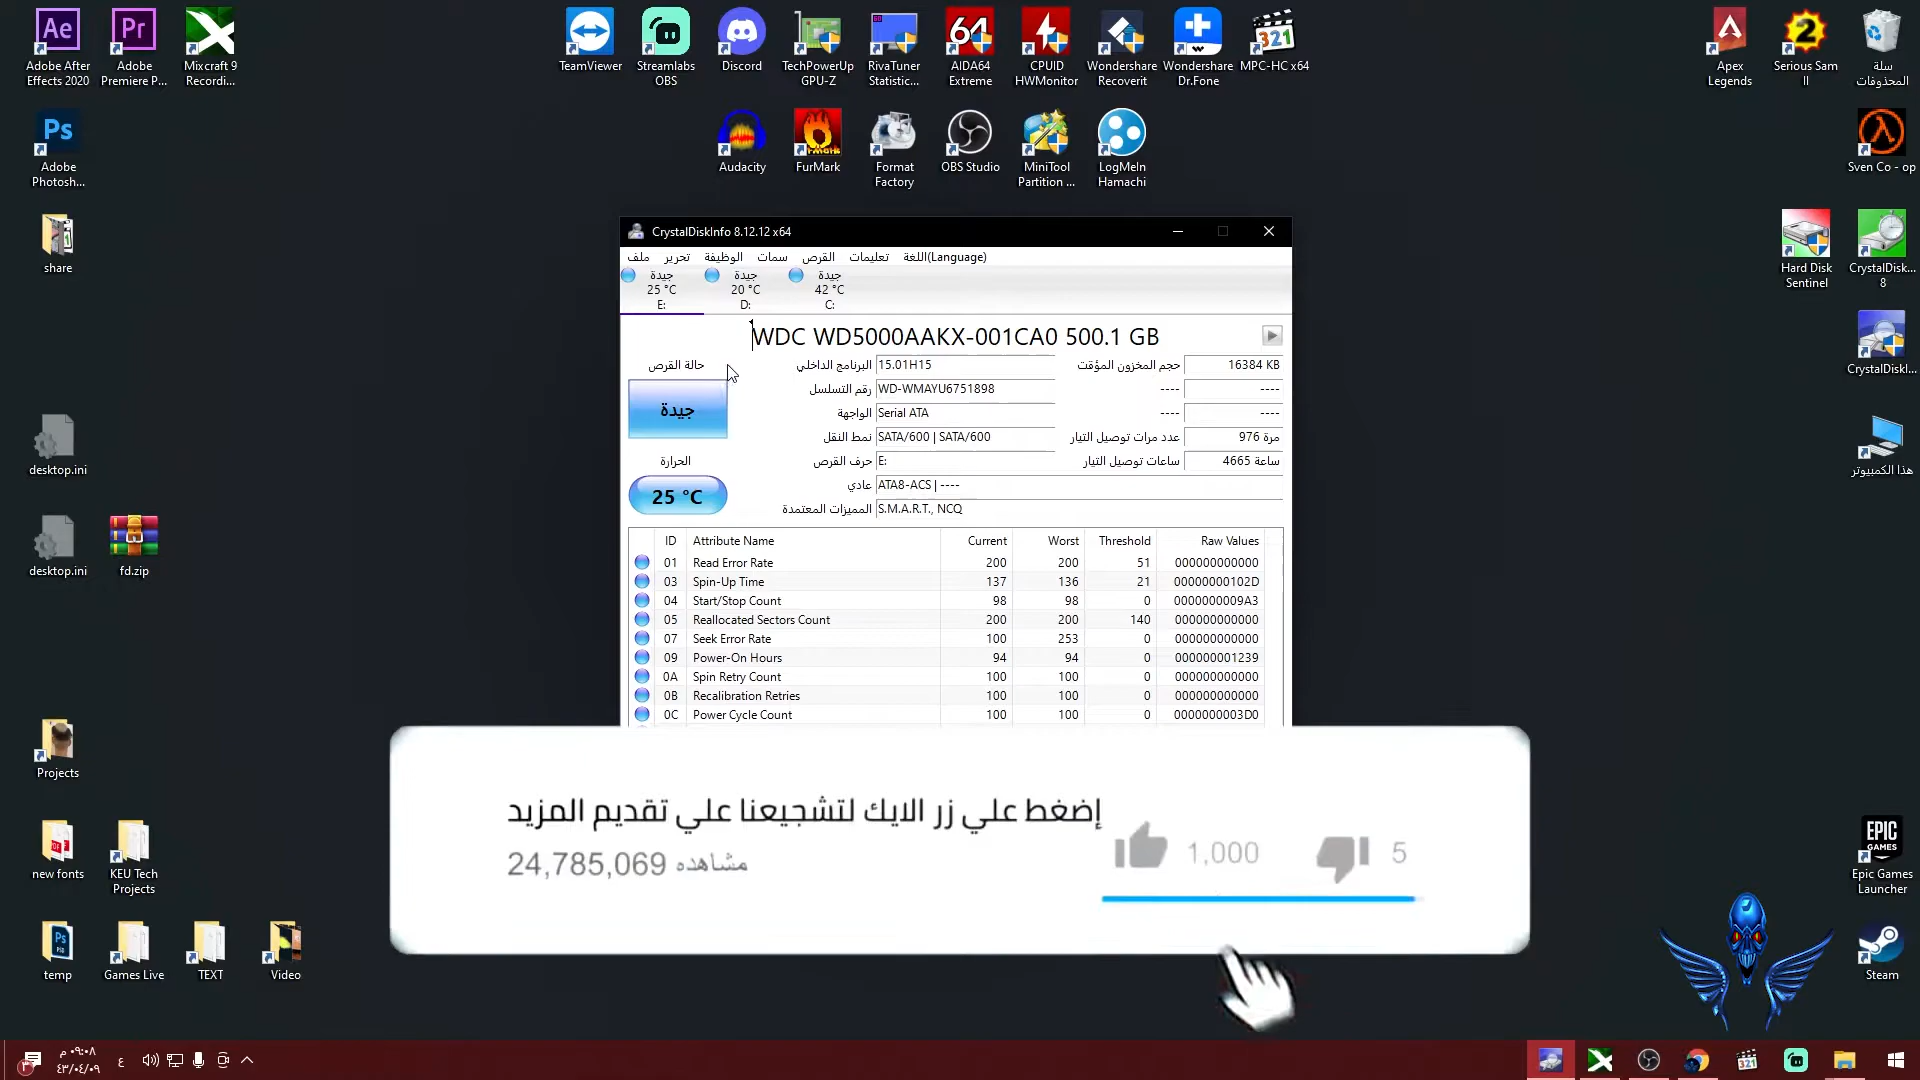 Adobe After
Effects 2020
Adobe
Premiere P...
Mixcraft 9
Recordi...
TeamViewer
Streamlabs
OBS
Discord
TechPowerUp
GPU-Z
RivaTuner
Statistic...
AIDA64
Extreme
CPUID
HWMonitor
Wondershare
Recoverit
Wondershare
Dr.Fone
MPC-HC x64
Apex
Legends
Serious Sam
II
سلة
المحذوفات
Adobe
Photosh...
Audacity
FurMark
Format
Factory
OBS Studio
MiniTool
Partition ...
LogMeIn
Hamachi
Sven Co - op
share
Hard Disk
Sentinel
CrystalDisk...
8
CrystalDiskI...
desktop.ini
هذا الكمبيوتر
desktop.ini
fd.zip
CrystalDiskInfo 8.12.12 x64
ملف تحرير الوظيفة سمات القرص تعليمات اللغة(Language)
جيدة جيدة جيدة
25 °C 20 °C 42 °C
E: D: C:
WDC WD5000AAKX-001CA0 500.1 GB
حالة القرص
جيدة
الحرارة
25 °C
البرنامج الداخلي 15.01H15 حجم المخزون المؤقت 16384 KB
رقم التسلسل WD-WMAYU6751898 ---- ----
الواجهة Serial ATA ---- ----
نمط النقل SATA/600 | SATA/600 عدد مرات توصيل التيار 976 مرة
حرف القرص E: ساعات توصيل التيار 4665 ساعة
عادي ATA8-ACS | ----
المميزات المعتمدة S.M.A.R.T., NCQ
ID Attribute Name Current Worst Threshold Raw Values
01 Read Error Rate 200 200 51 000000000000
03 Spin-Up Time 137 136 21 00000000102D
04 Start/Stop Count 98 98 0 0000000009A3
05 Reallocated Sectors Count 200 200 140 000000000000
07 Seek Error Rate 100 253 0 000000000000
09 Power-On Hours 94 94 0 000000001239
0A Spin Retry Count 100 100 0 000000000000
0B Recalibration Retries 100 100 0 000000000000
0C Power Cycle Count 100 100 0 0000000003D0
إضغط علي زر الايك لتشجيعنا علي تقديم المزيد
24,785,069 مشاهده
1,000
5
Projects
new fonts
KEU Tech
Projects
temp
Games Live
TEXT
Video
EPIC
GAMES
Epic Games
Launcher
Steam
٠٩:٠٨ م
٤٣/٠٤/٠٩
ع